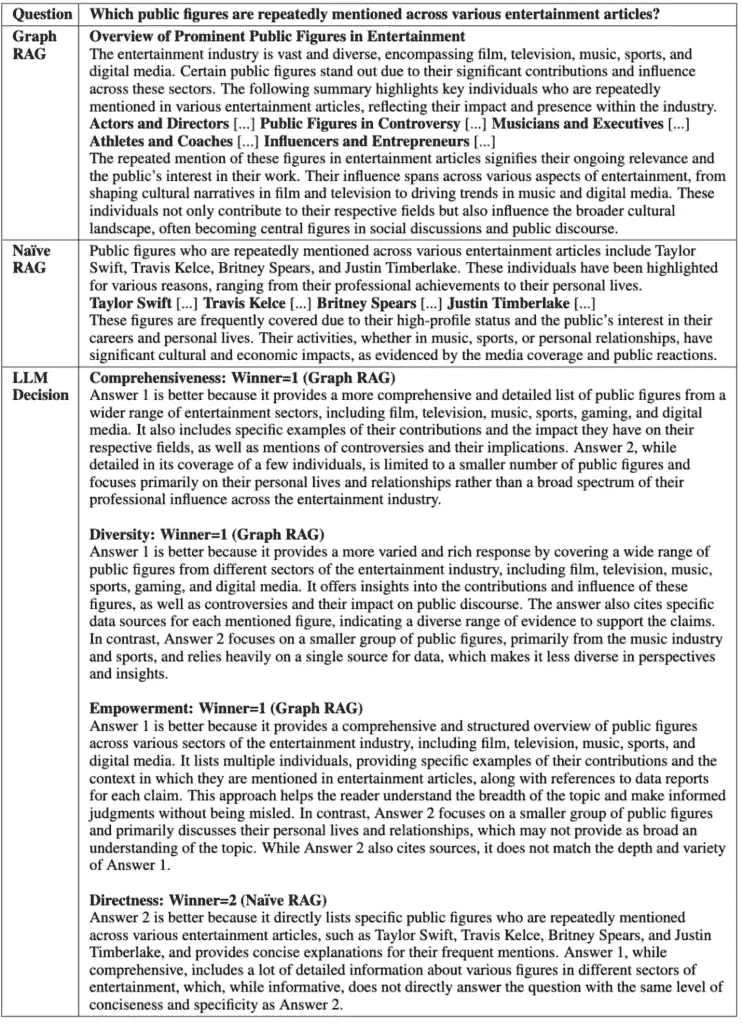 Question Which public figures are repeatedly mentioned across various entertainment articles?
Graph RAG
Overview of Prominent Public Figures in Entertainment
The entertainment industry is vast and diverse, encompassing film, television, music, sports, and
digital media. Certain public figures stand out due to their significant contributions and influence
across these sectors. The following summary highlights key individuals who are repeatedly
mentioned in various entertainment articles, reflecting their impact and presence within the industry.
Actors and Directors [...] Public Figures in Controversy [...] Musicians and Executives [...]
Athletes and Coaches [...] Influencers and Entrepreneurs [...]
The repeated mention of these figures in entertainment articles signifies their ongoing relevance and
the public's interest in their work. Their influence spans across various aspects of entertainment, from
shaping cultural narratives in film and television to driving trends in music and digital media. These
individuals not only contribute to their respective fields but also influence the broader cultural
landscape, often becoming central figures in social discussions and public discourse.
Naïve RAG
Public figures who are repeatedly mentioned across various entertainment articles include Taylor
Swift, Travis Kelce, Britney Spears, and Justin Timberlake. These individuals have been highlighted
for various reasons, ranging from their professional achievements to their personal lives.
Taylor Swift [...] Travis Kelce [...] Britney Spears [...] Justin Timberlake [...]
These figures are frequently covered due to their high-profile status and the public's interest in their
careers and personal lives. Their activities, whether in music, sports, or personal relationships, have
significant cultural and economic impacts, as evidenced by the media coverage and public reactions.
LLM Decision
Comprehensiveness: Winner=1 (Graph RAG)
Answer 1 is better because it provides a more comprehensive and detailed list of public figures from a
wider range of entertainment sectors, including film, television, music, sports, gaming, and digital
media. It also includes specific examples of their contributions and the impact they have on their
respective fields, as well as mentions of controversies and their implications. Answer 2, while
detailed in its coverage of a few individuals, is limited to a smaller number of public figures and
focuses primarily on their personal lives and relationships rather than a broad spectrum of their
professional influence across the entertainment industry.
Diversity: Winner=1 (Graph RAG)
Answer 1 is better because it provides a more varied and rich response by covering a wide range of
public figures from different sectors of the entertainment industry, including film, television, music,
sports, gaming, and digital media. It offers insights into the contributions and influence of these
figures, as well as controversies and their impact on public discourse. The answer also cites specific
data sources for each mentioned figure, indicating a diverse range of evidence to support the claims.
In contrast, Answer 2 focuses on a smaller group of public figures, primarily from the music industry
and sports, and relies heavily on a single source for data, which makes it less diverse in perspectives
and insights.
Empowerment: Winner=1 (Graph RAG)
Answer 1 is better because it provides a comprehensive and structured overview of public figures
across various sectors of the entertainment industry, including film, television, music, sports, and
digital media. It lists multiple individuals, providing specific examples of their contributions and the
context in which they are mentioned in entertainment articles, along with references to data reports
for each claim. This approach helps the reader understand the breadth of the topic and make informed
judgments without being misled. In contrast, Answer 2 focuses on a smaller group of public figures
and primarily discusses their personal lives and relationships, which may not provide as broad an
understanding of the topic. While Answer 2 also cites sources, it does not match the depth and variety
of Answer 1.
Directness: Winner=2 (Naïve RAG)
Answer 2 is better because it directly lists specific public figures who are repeatedly mentioned
across various entertainment articles, such as Taylor Swift, Travis Kelce, Britney Spears, and Justin
Timberlake, and provides concise explanations for their frequent mentions. Answer 1, while
comprehensive, includes a lot of detailed information about various figures in different sectors of
entertainment, which, while informative, does not directly answer the question with the same level of
conciseness and specificity as Answer 2.